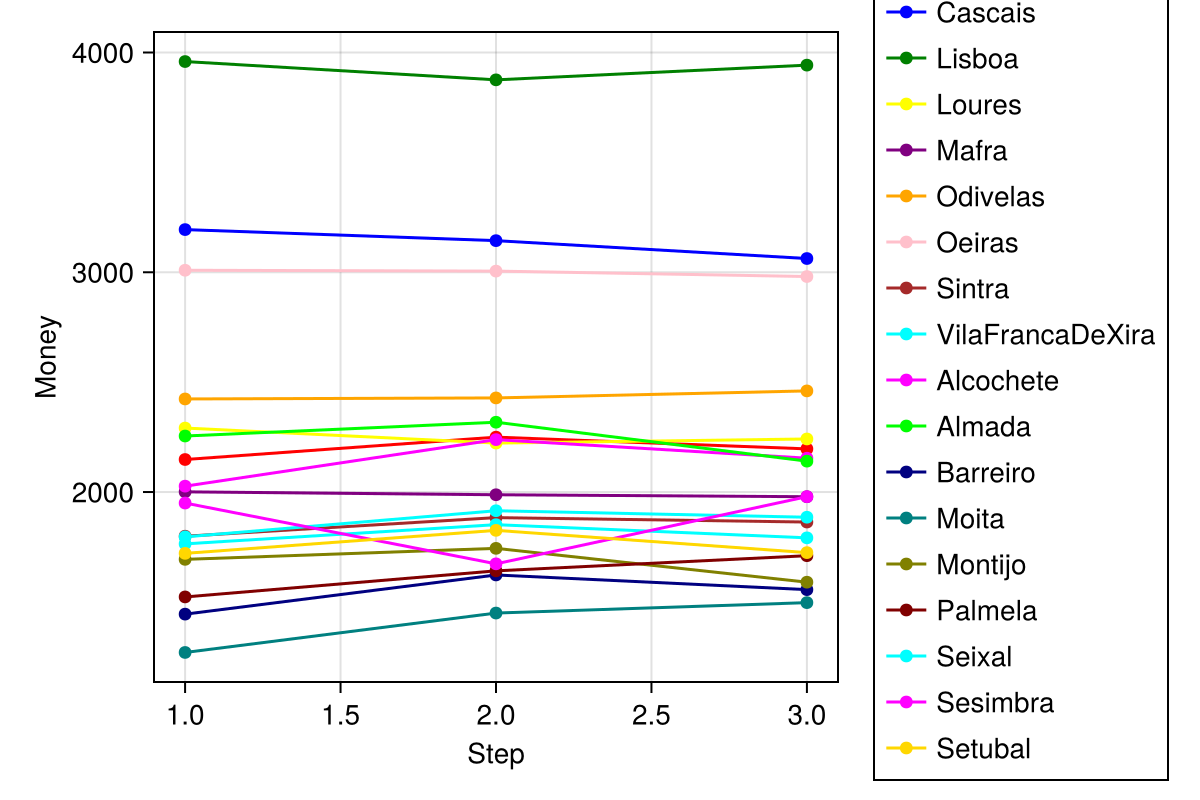 4000
3000
2000
Money
1.0
1.5
2.0
2.5
3.0
Step
Cascais
Lisboa
Loures
Mafra
Odivelas
Oeiras
Sintra
VilaFrancaDeXira
Alcochete
Almada
Barreiro
Moita
Montijo
Palmela
Seixal
Sesimbra
Setubal